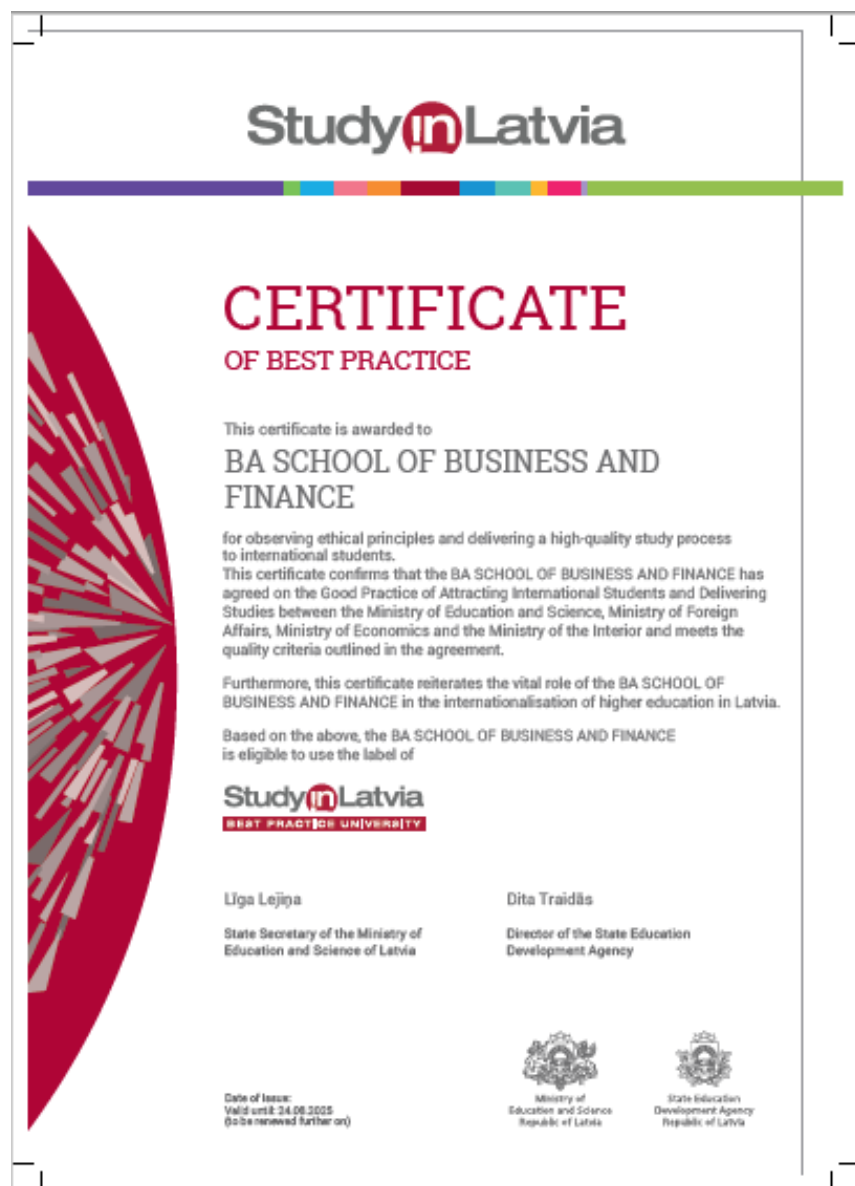 StudyinLatvia
CERTIFICATE
OF BEST PRACTICE
This certificate is awarded to
BA SCHOOL OF BUSINESS AND
FINANCE
for observing ethical principles and delivering a high-quality study process
to international students.
This certificate confirms that the BA SCHOOL OF BUSINESS AND FINANCE has
agreed on the Good Practice of Attracting International Students and Delivering
Studies between the Ministry of Education and Science, Ministry of Foreign
Affairs, Ministry of Economics and the Ministry of the Interior and meets the
quality criteria outlined in the agreement.
Furthermore, this certificate reiterates the vital role of the BA SCHOOL OF
BUSINESS AND FINANCE in the internationalisation of higher education in Latvia.
Based on the above, the BA SCHOOL OF BUSINESS AND FINANCE
is eligible to use the label of
StudyinLatvia
BEST PRACTICE UNIVERSITY
Līga Lejiņa
Dita Traidās
State Secretary of the Ministry of
Education and Science of Latvia
Director of the State Education
Development Agency
Date of Issue:
Valid until: 24.08.2025
(to be renewed further on)
Ministry of
Education and Science
Republic of Latvia
State Education
Development Agency
Republic of Latvia